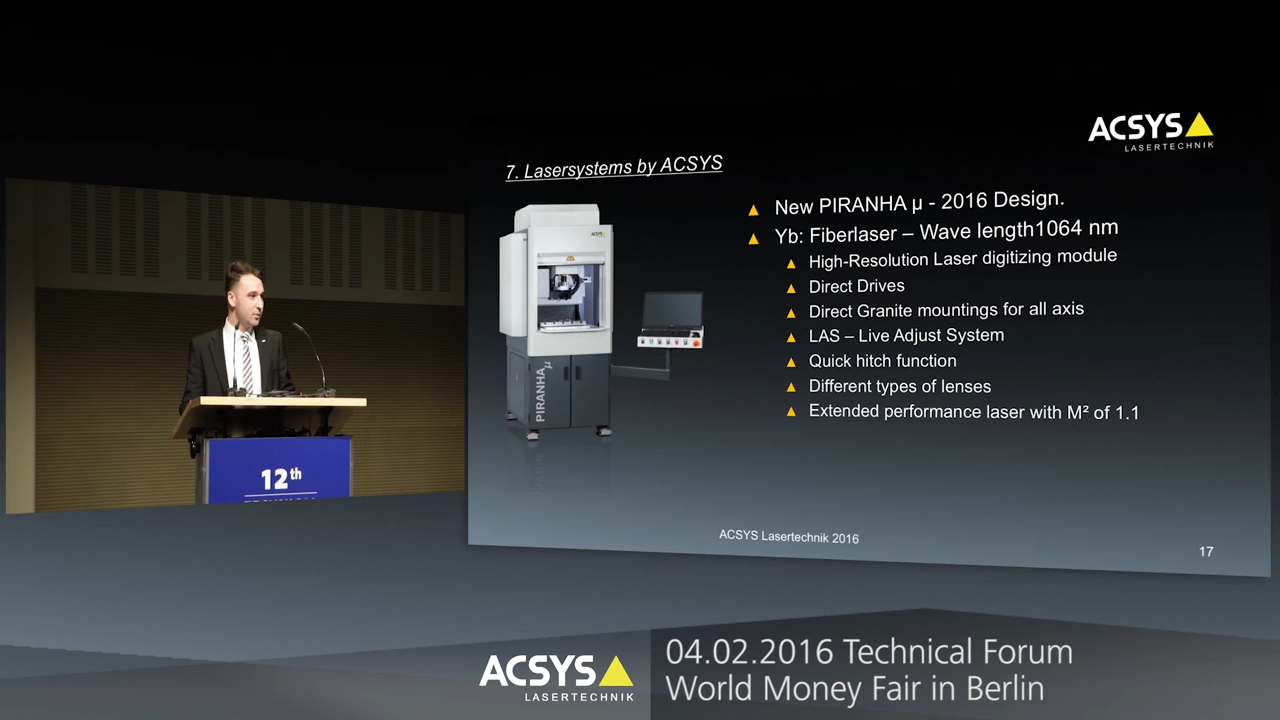 ACSYS
LASERTECHNIK
7. Lasersystems by ACSYS
New PIRANHA µ - 2016 Design.
Yb: Fiberlaser – Wave length1064 nm
High-Resolution Laser digitizing module
Direct Drives
Direct Granite mountings for all axis
LAS – Live Adjust System
Quick hitch function
Different types of lenses
Extended performance laser with M² of 1.1
ACSYS
PIRANHA µ
12th
ACSYS Lasertechnik 2016
17
ACSYS
LASERTECHNIK
04.02.2016 Technical Forum
World Money Fair in Berlin